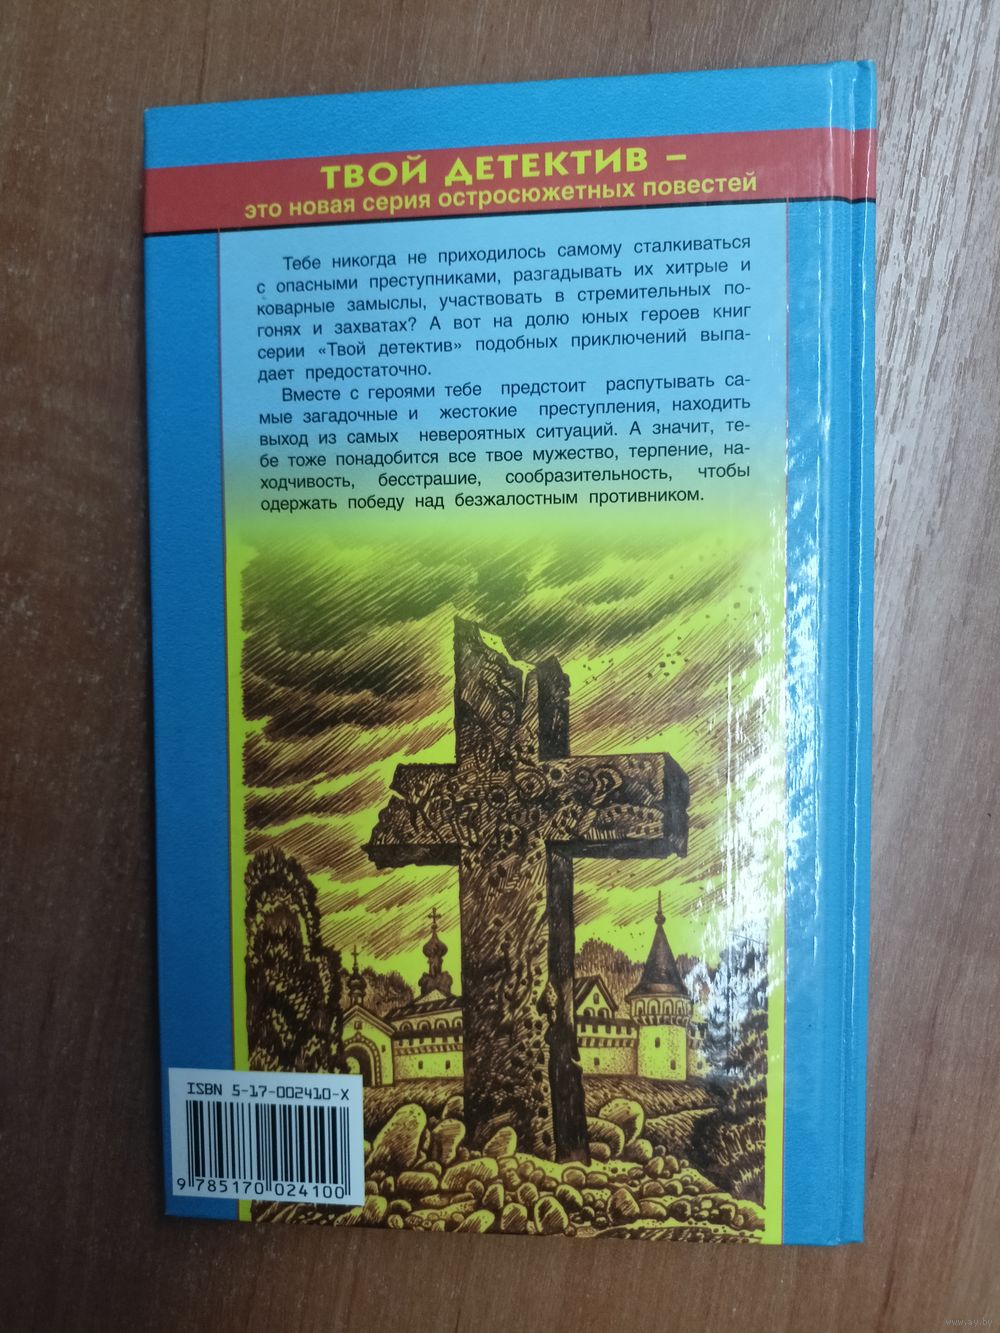 ТВОЙ ДЕТЕКТИВ –
это новая серия остросюжетных повестей
Тебе никогда не приходилось самому сталкиваться
с опасными преступниками, разгадывать их хитрые и
коварные замыслы, участвовать в стремительных по-
гонях и захватах? А вот на долю юных героев книг
серии «Твой детектив» подобных приключений выпа-
дает предостаточно.
Вместе с героями тебе предстоит распутывать са-
мые загадочные и жестокие преступления, находить
выход из самых невероятных ситуаций. А значит, те-
бе тоже понадобится все твое мужество, терпение, на-
ходчивость, бесстрашие, сообразительность, чтобы
одержать победу над безжалостным противником.
ISBN 5-17-002410-X
9 785170 024100
www.ay.by